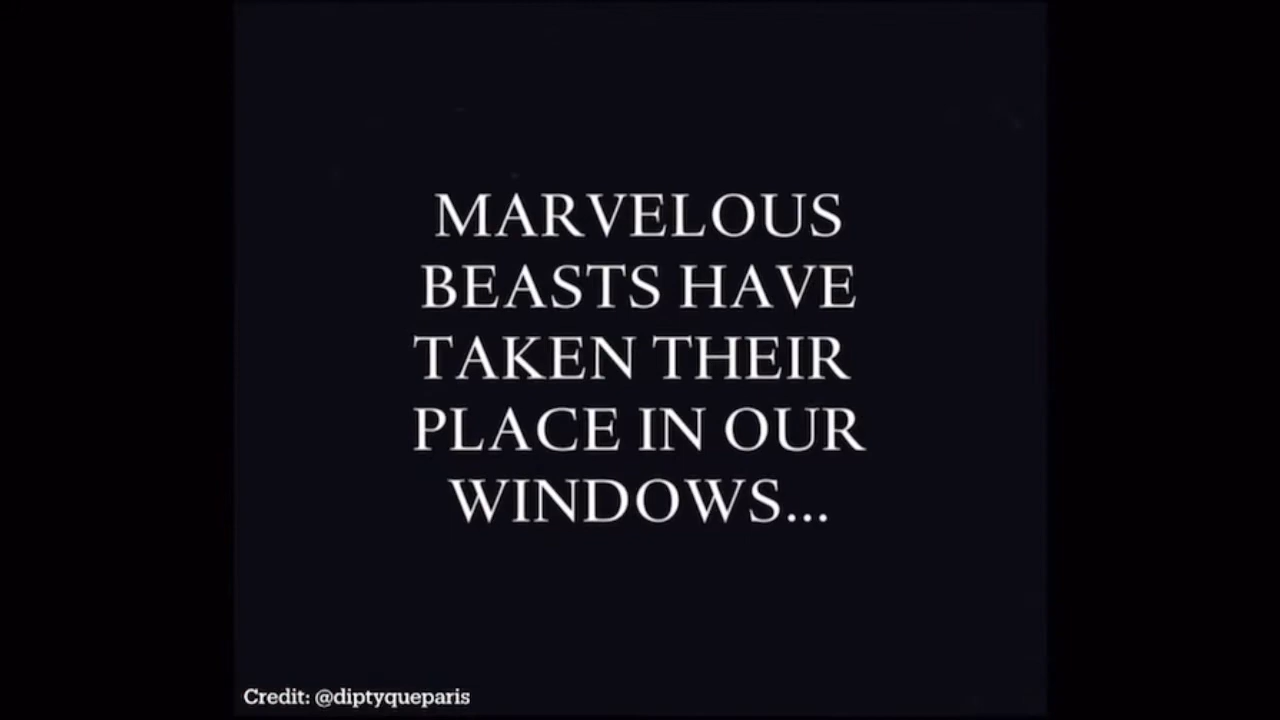 MARVELOUS
BEASTS HAVE
TAKEN THEIR
PLACE IN OUR
WINDOWS...
Credit: @diptyqueparis